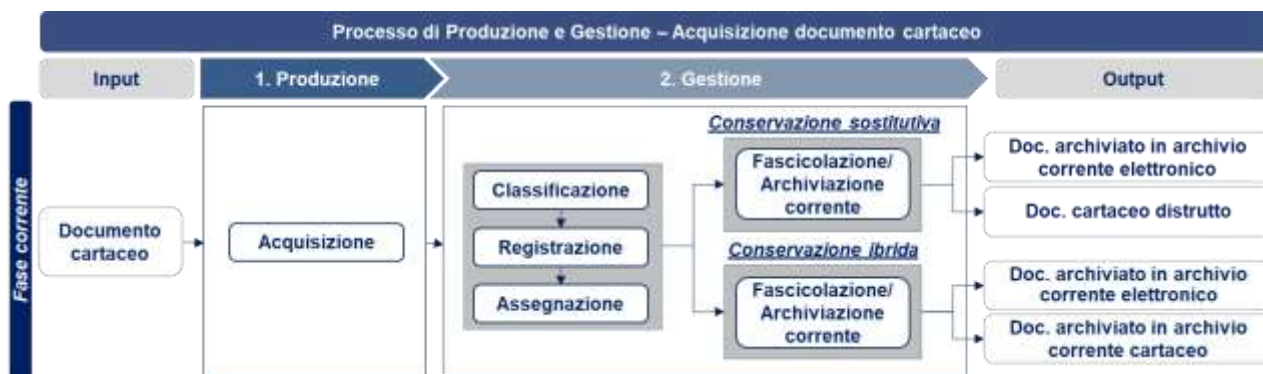 Processo di Produzione e Gestione – Acquisizione documento cartaceo
Input
1. Produzione
2. Gestione
Output
Fase corrente
Documento
cartaceo
Acquisizione
Classificazione
Registrazione
Assegnazione
Conservazione sostitutiva
Fascicolazione/
Archiviazione
corrente
Conservazione ibrida
Fascicolazione/
Archiviazione
corrente
Doc. archiviato in archivio
corrente elettronico
Doc. cartaceo distrutto
Doc. archiviato in archivio
corrente elettronico
Doc. archiviato in archivio
corrente cartaceo